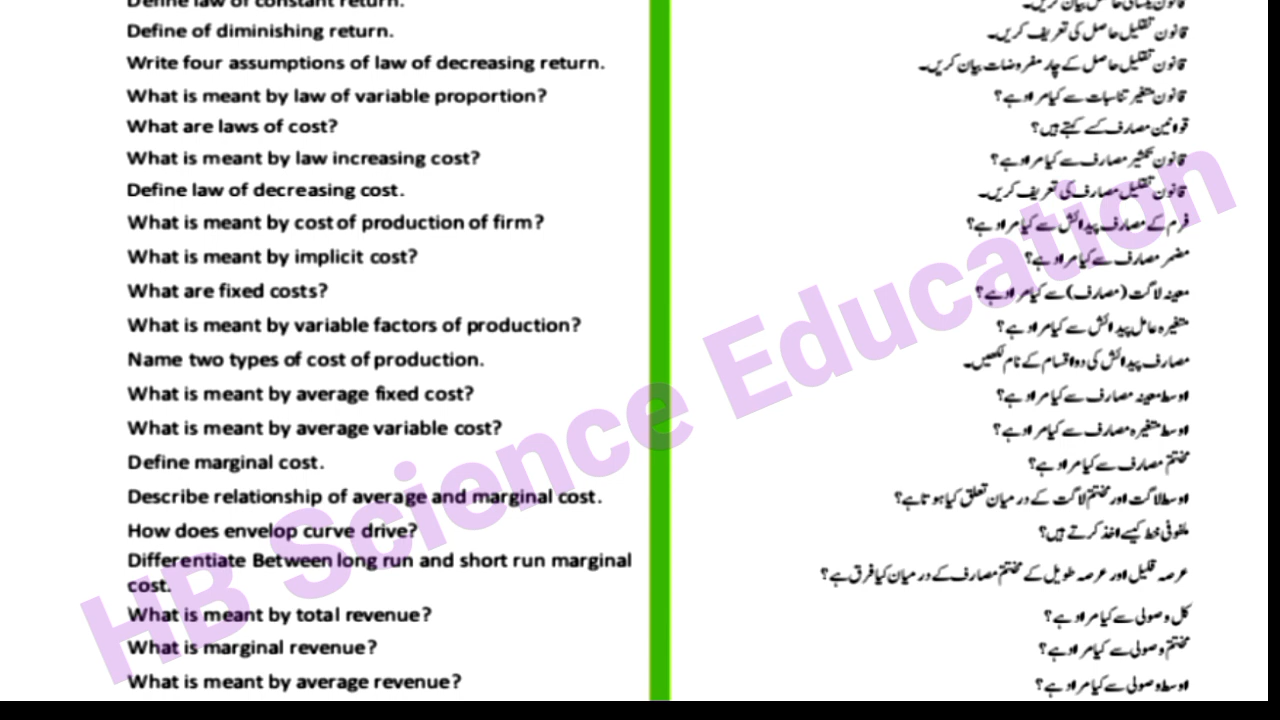 Define law of constant return.
Define of diminishing return.
Write four assumptions of law of decreasing return.
What is meant by law of variable proportion?
What are laws of cost?
What is meant by law increasing cost?
Define law of decreasing cost.
What is meant by cost of production of firm?
What is meant by implicit cost?
What are fixed costs?
What is meant by variable factors of production?
Name two types of cost of production.
What is meant by average fixed cost?
What is meant by average variable cost?
Define marginal cost.
Describe relationship of average and marginal cost.
How does envelop curve drive?
Differentiate Between long run and short run marginal
cost.
What is meant by total revenue?
What is marginal revenue?
What is meant by average revenue?
قانون یکسانی حاصل بیان کریں۔
قانون تقلیل حاصل کی تعریف کریں۔
قانون تقلیل حاصل کے چار مفروضات بیان کریں۔
قانون متغیر تناسبات سے کیا مراد ہے؟
قوانین مصارف کسے کہتے ہیں؟
قانون تکثیر مصارف سے کیا مراد ہے؟
قانون تقلیل مصارف کی تعریف کریں۔
فرم کے مصارف پیدائش سے کیا مراد ہے؟
مضمر مصارف سے کیا مراد ہے؟
معینہ لاگت (مصارف) سے کیا مراد ہے؟
متغیرہ عامل پیدائش سے کیا مراد ہے؟
مصارف پیدائش کی دو اقسام کے نام لکھیں۔
اوسط معینہ مصارف سے کیا مراد ہے؟
اوسط متغیرہ مصارف سے کیا مراد ہے؟
مختتم مصارف سے کیا مراد ہے؟
اوسط لاگت اور مختتم لاگت کے درمیان تعلق کیا ہوتا ہے؟
ملفوفی خط کیسے اخذ کرتے ہیں؟
عرصہ قلیل اور عرصہ طویل کے مختتم مصارف کے درمیان کیا فرق ہے؟
کل وصولی سے کیا مراد ہے؟
مختتم وصولی سے کیا مراد ہے؟
اوسط وصولی سے کیا مراد ہے؟
HB Science Education